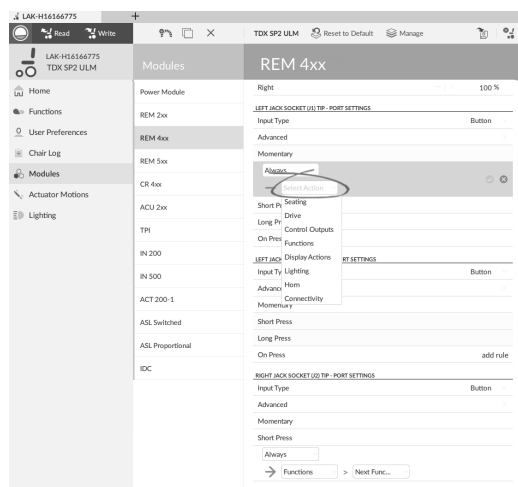 LAK-H16166775
+
Read
Write
TDX SP2 ULM
Reset to Default
Manage
LAK-H16166775
TDX SP2 ULM
Home
Functions
User Preferences
Chair Log
Modules
Actuator Motions
Lighting
Modules
Power Module
REM 2xx
REM 4xx
REM 5xx
CR 4xx
ACU 2xx
TPI
IN 200
IN 500
ACT 200-1
ASL Switched
ASL Proportional
IDC
REM 4xx
Right 100 %
LEFT JACK SOCKET (J1) TIP - PORT SETTINGS
Input Type Button
Advanced
Momentary
Always
Select Action
Seating
Drive
Control Outputs
Functions
Display Actions
Lighting
Horn
Connectivity
Short P
Long Pr
On Pres
LEFT JACK RT SETTINGS
Input Ty Button
Advanc
Momentary
Short Press
Long Press
On Press add rule
RIGHT JACK SOCKET (J2) TIP - PORT SETTINGS
Input Type Button
Advanced
Momentary
Short Press
Always
Functions > Next Func...